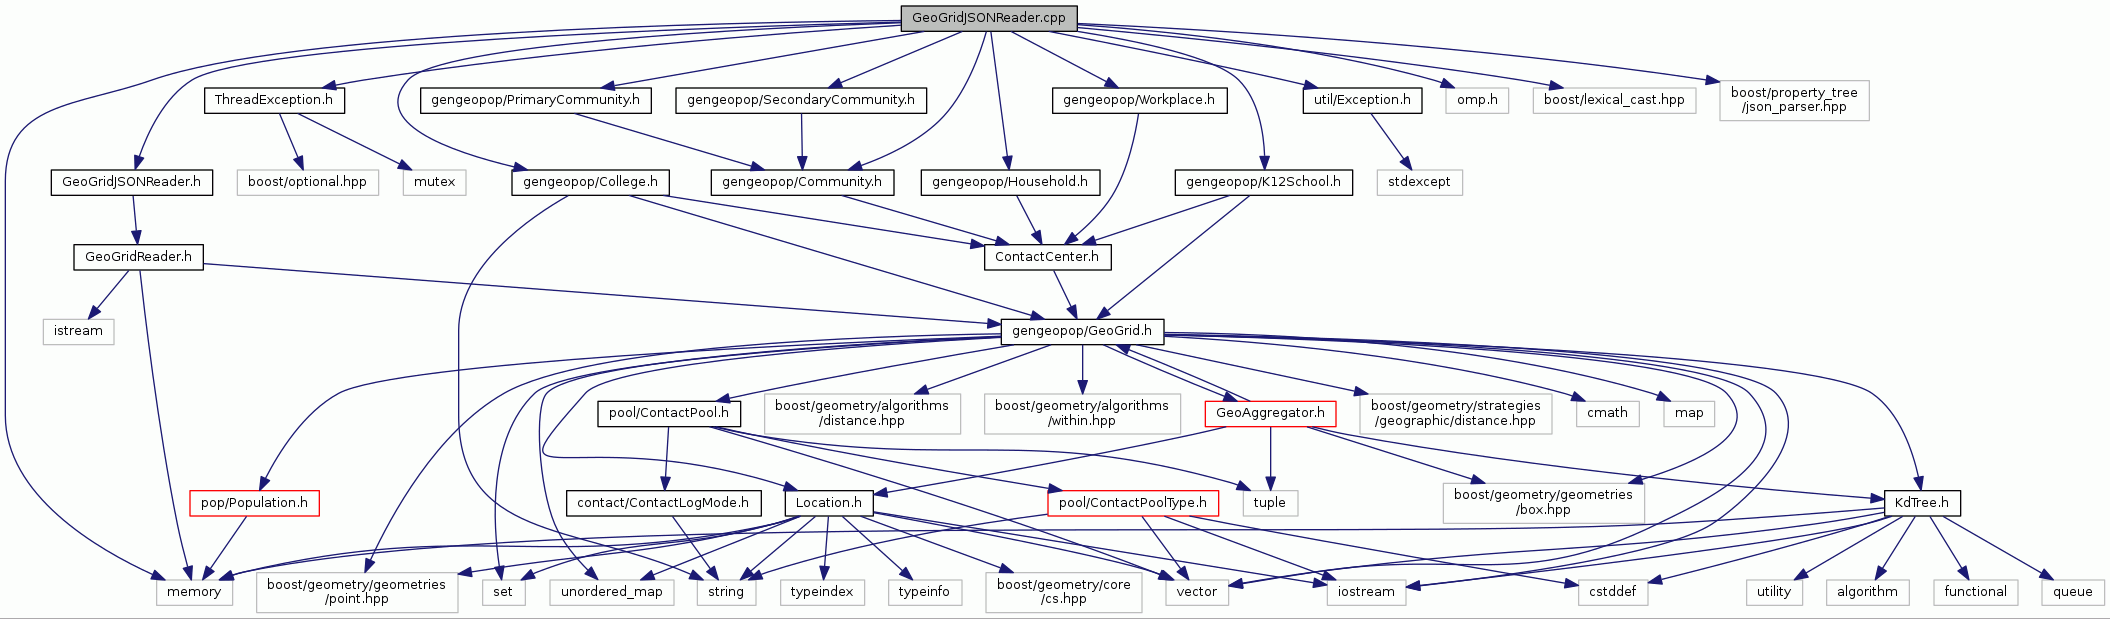 GeoGridJSONReader.cpp
ThreadException.h
gengeopop/PrimaryCommunity.h
gengeopop/SecondaryCommunity.h
gengeopop/Workplace.h
util/Exception.h
omp.h
boost/lexical_cast.hpp
boost/property_tree
/json_parser.hpp
GeoGridJSONReader.h
boost/optional.hpp
mutex
gengeopop/College.h
gengeopop/Community.h
gengeopop/Household.h
gengeopop/K12School.h
stdexcept
GeoGridReader.h
ContactCenter.h
istream
gengeopop/GeoGrid.h
pool/ContactPool.h
boost/geometry/algorithms
/distance.hpp
boost/geometry/algorithms
/within.hpp
GeoAggregator.h
boost/geometry/strategies
/geographic/distance.hpp
cmath
map
pop/Population.h
contact/ContactLogMode.h
Location.h
pool/ContactPoolType.h
tuple
boost/geometry/geometries
/box.hpp
KdTree.h
memory
boost/geometry/geometries
/point.hpp
set
unordered_map
string
typeindex
typeinfo
boost/geometry/core
/cs.hpp
vector
iostream
cstddef
utility
algorithm
functional
queue